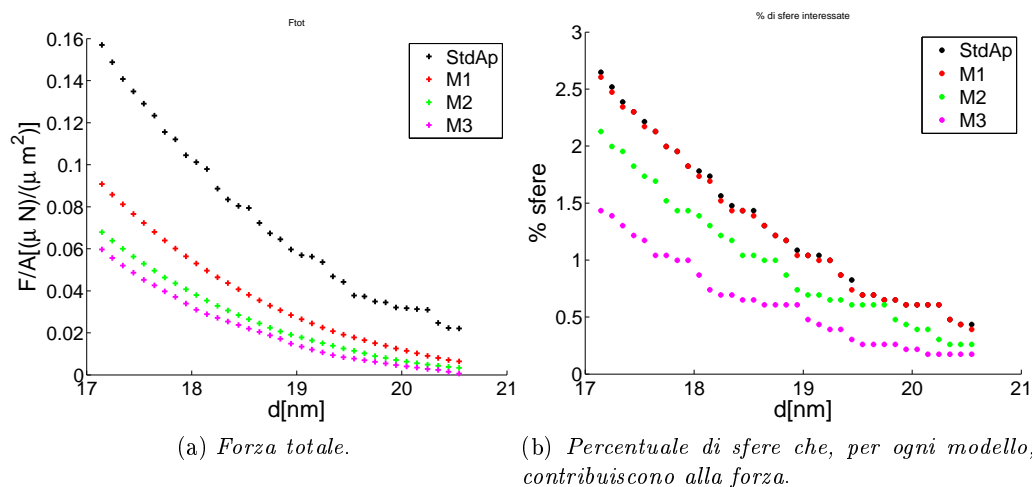 Ftot
0.16
0.14
0.12
0.1
0.08
0.06
0.04
0.02
0
F/A[(μ N)/(μ m²)]
17
18
19
20
21
d[nm]
StdAp
M1
M2
M3
(a) Forza totale.
% di sfere interessate
3
2.5
2
1.5
1
0.5
0
% sfere
17
18
19
20
21
d[nm]
StdAp
M1
M2
M3
(b) Percentuale di sfere che, per ogni modello,
contribuiscono alla forza.